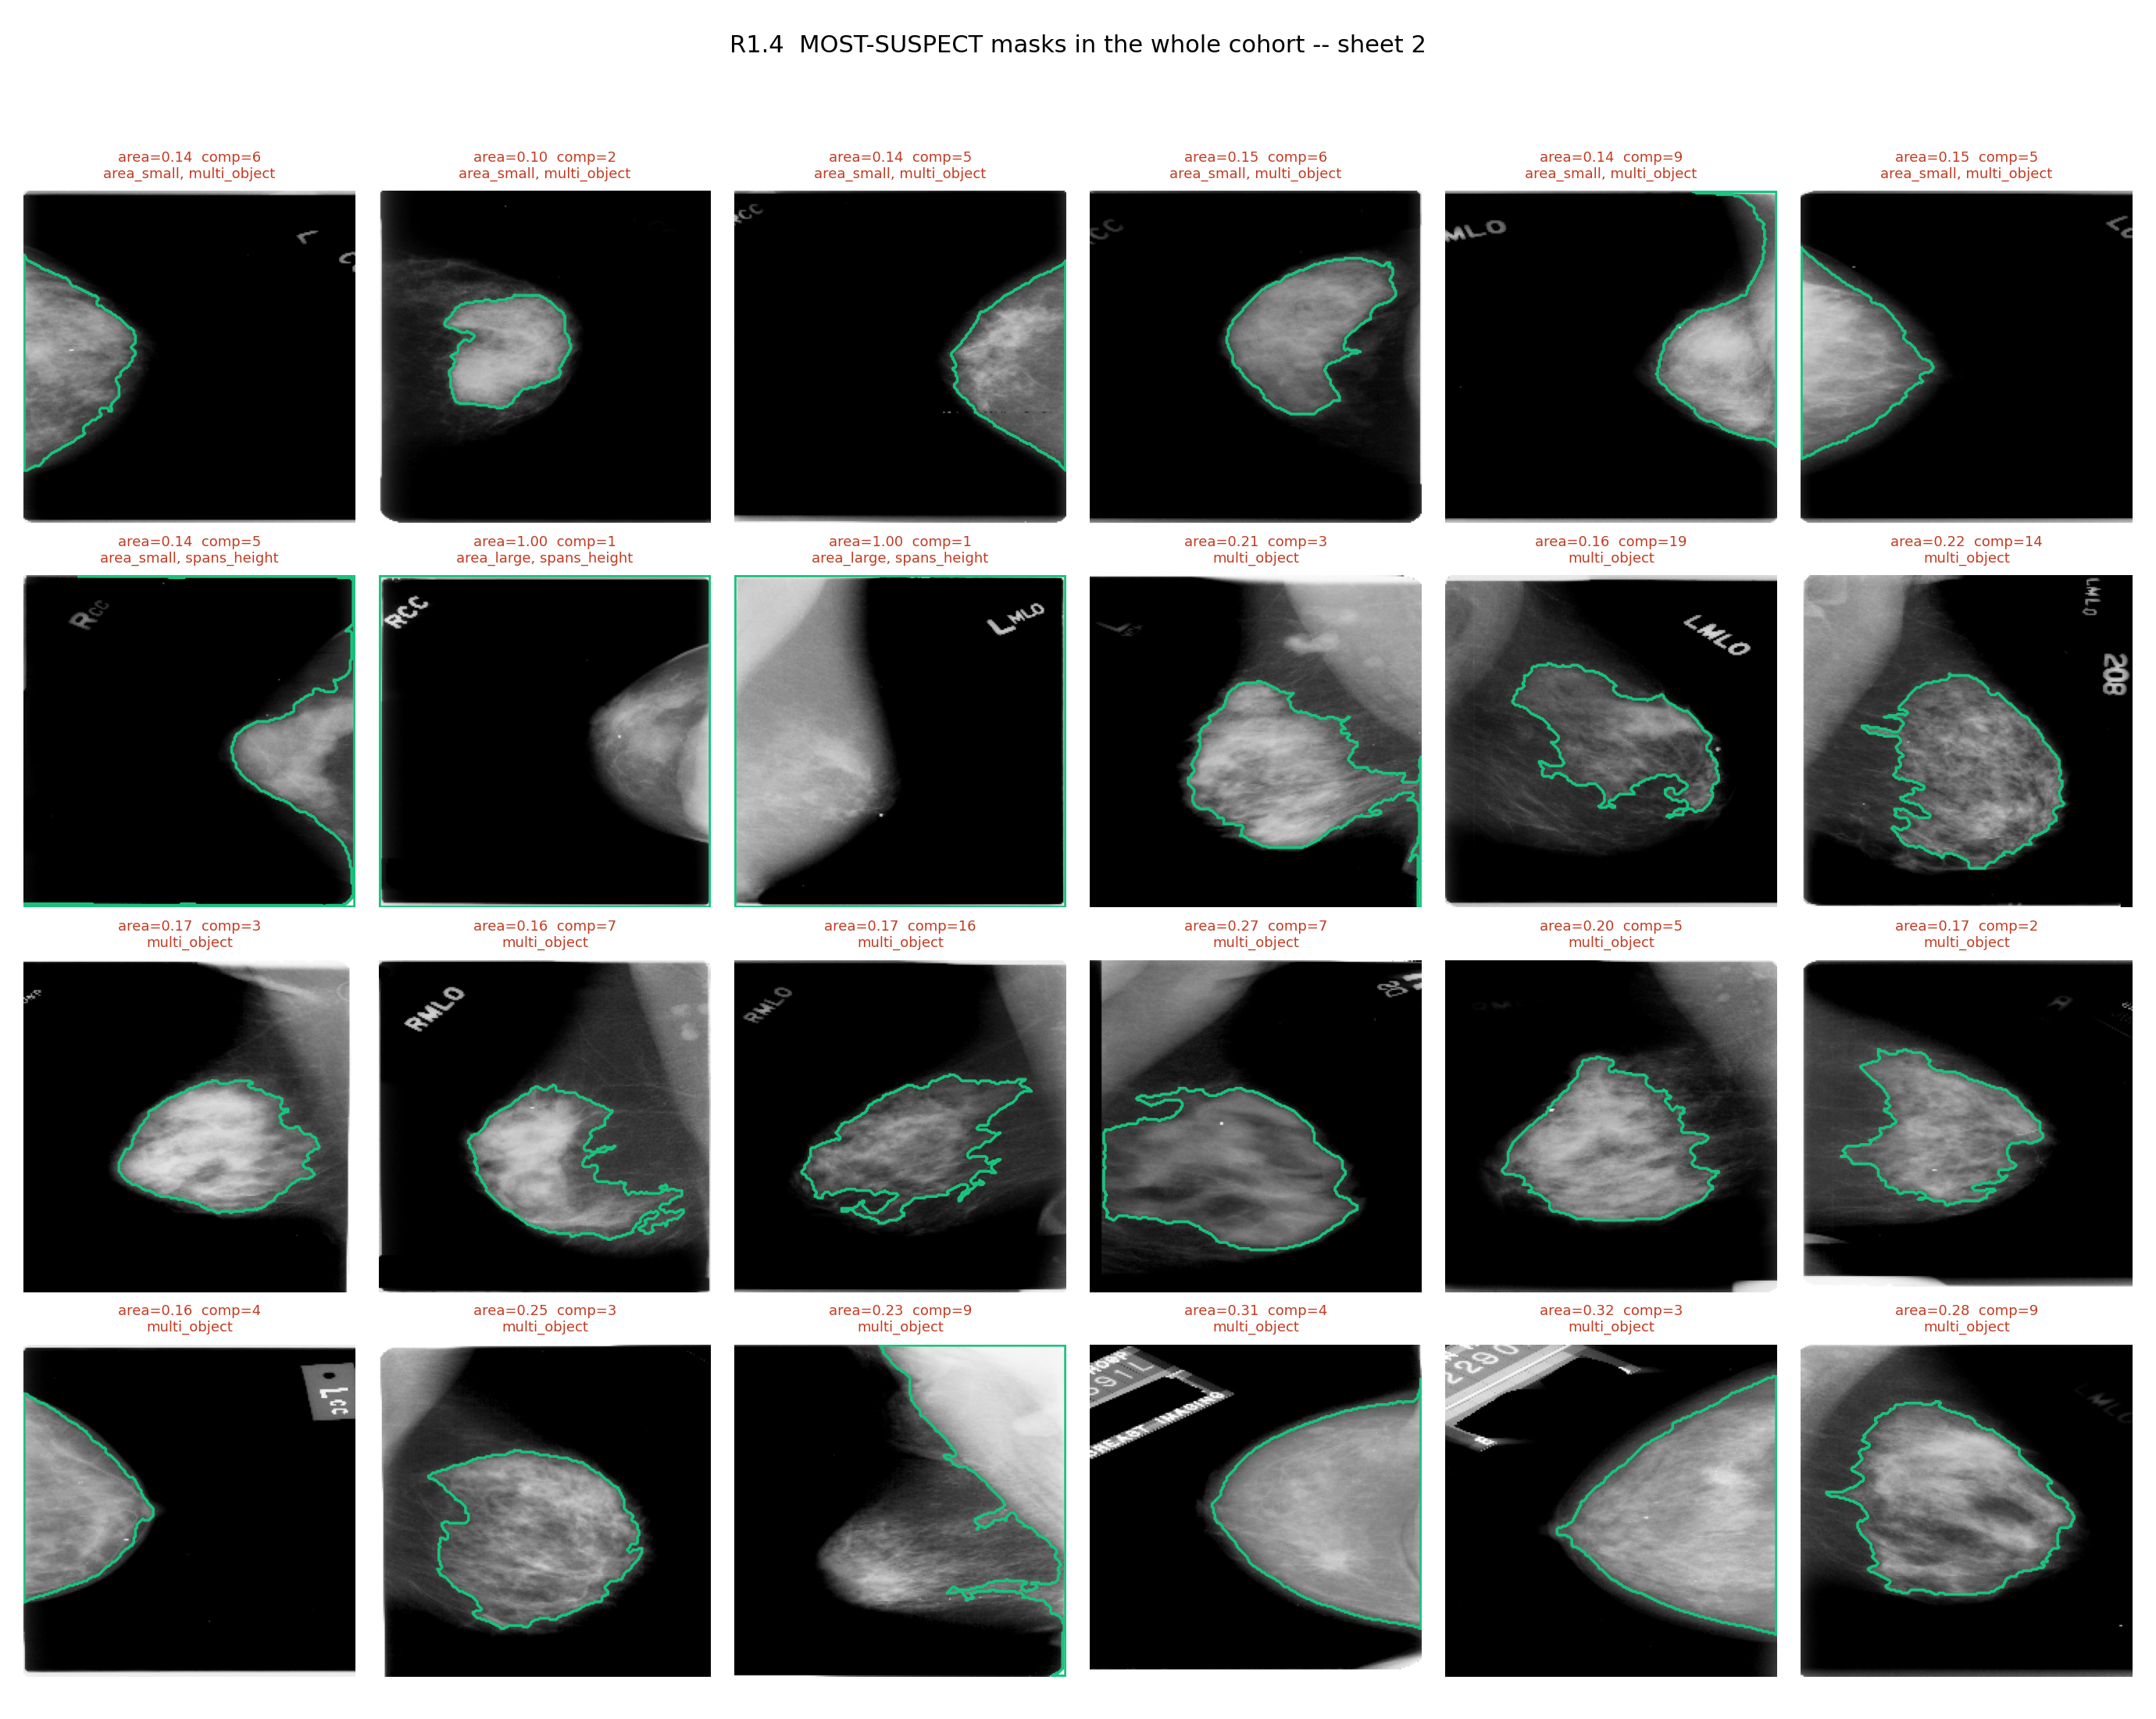 R1.4  MOST-SUSPECT masks in the whole cohort -- sheet 2
area=0.14  comp=6
area_small, multi_object
area=0.10  comp=2
area_small, multi_object
area=0.14  comp=5
area_small, multi_object
area=0.15  comp=6
area_small, multi_object
area=0.14  comp=9
area_small, multi_object
area=0.15  comp=5
area_small, multi_object
L
RCC
RCC
MLO
area=0.14  comp=5
area_small, spans_height
area=1.00  comp=1
area_large, spans_height
area=1.00  comp=1
area_large, spans_height
area=0.21  comp=3
multi_object
area=0.16  comp=19
multi_object
area=0.22  comp=14
multi_object
RCC
RCC
LMLO
L
LMLO
LMLO
208
area=0.17  comp=3
multi_object
area=0.16  comp=7
multi_object
area=0.17  comp=16
multi_object
area=0.27  comp=7
multi_object
area=0.20  comp=5
multi_object
area=0.17  comp=2
multi_object
RMLO
RMLO
area=0.16  comp=4
multi_object
area=0.25  comp=3
multi_object
area=0.23  comp=9
multi_object
area=0.31  comp=4
multi_object
area=0.32  comp=3
multi_object
area=0.28  comp=9
multi_object
LCC
2290
LMLO